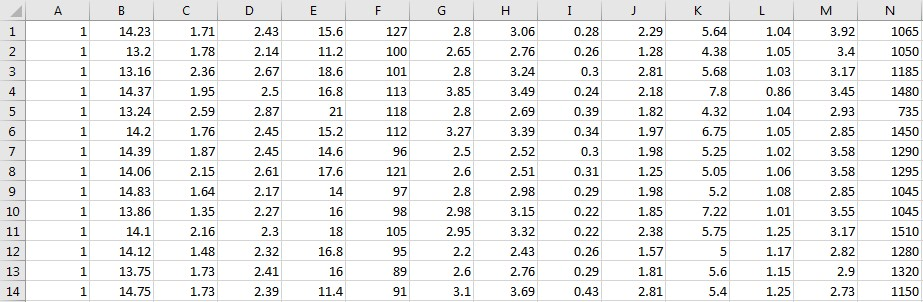 A B C D E F G H I J K L M N
1 1 14.23 1.71 2.43 15.6 127 2.8 3.06 0.28 2.29 5.64 1.04 3.92 1065
2 1 13.2 1.78 2.14 11.2 100 2.65 2.76 0.26 1.28 4.38 1.05 3.4 1050
3 1 13.16 2.36 2.67 18.6 101 2.8 3.24 0.3 2.81 5.68 1.03 3.17 1185
4 1 14.37 1.95 2.5 16.8 113 3.85 3.49 0.24 2.18 7.8 0.86 3.45 1480
5 1 13.24 2.59 2.87 21 118 2.8 2.69 0.39 1.82 4.32 1.04 2.93 735
6 1 14.2 1.76 2.45 15.2 112 3.27 3.39 0.34 1.97 6.75 1.05 2.85 1450
7 1 14.39 1.87 2.45 14.6 96 2.5 2.52 0.3 1.98 5.25 1.02 3.58 1290
8 1 14.06 2.15 2.61 17.6 121 2.6 2.51 0.31 1.25 5.05 1.06 3.58 1295
9 1 14.83 1.64 2.17 14 97 2.8 2.98 0.29 1.98 5.2 1.08 2.85 1045
10 1 13.86 1.35 2.27 16 98 2.98 3.15 0.22 1.85 7.22 1.01 3.55 1045
11 1 14.1 2.16 2.3 18 105 2.95 3.32 0.22 2.38 5.75 1.25 3.17 1510
12 1 14.12 1.48 2.32 16.8 95 2.2 2.43 0.26 1.57 5 1.17 2.82 1280
13 1 13.75 1.73 2.41 16 89 2.6 2.76 0.29 1.81 5.6 1.15 2.9 1320
14 1 14.75 1.73 2.39 11.4 91 3.1 3.69 0.43 2.81 5.4 1.25 2.73 1150